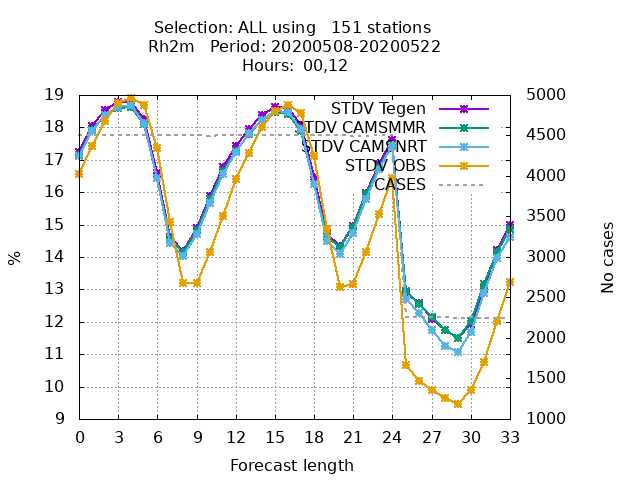 Selection: ALL using   151 stations
Rh2m   Period: 20200508-20200522
Hours: 00,12
19
18
17
16
15
14
13
12
11
10
9
%
5000
4500
4000
3500
3000
2500
2000
1500
1000
No cases
STDV Tegen
STDV CAMSMMR
STDV CAMSNRT
STDV OBS
CASES
0 3 6 9 12 15 18 21 24 27 30 33
Forecast length